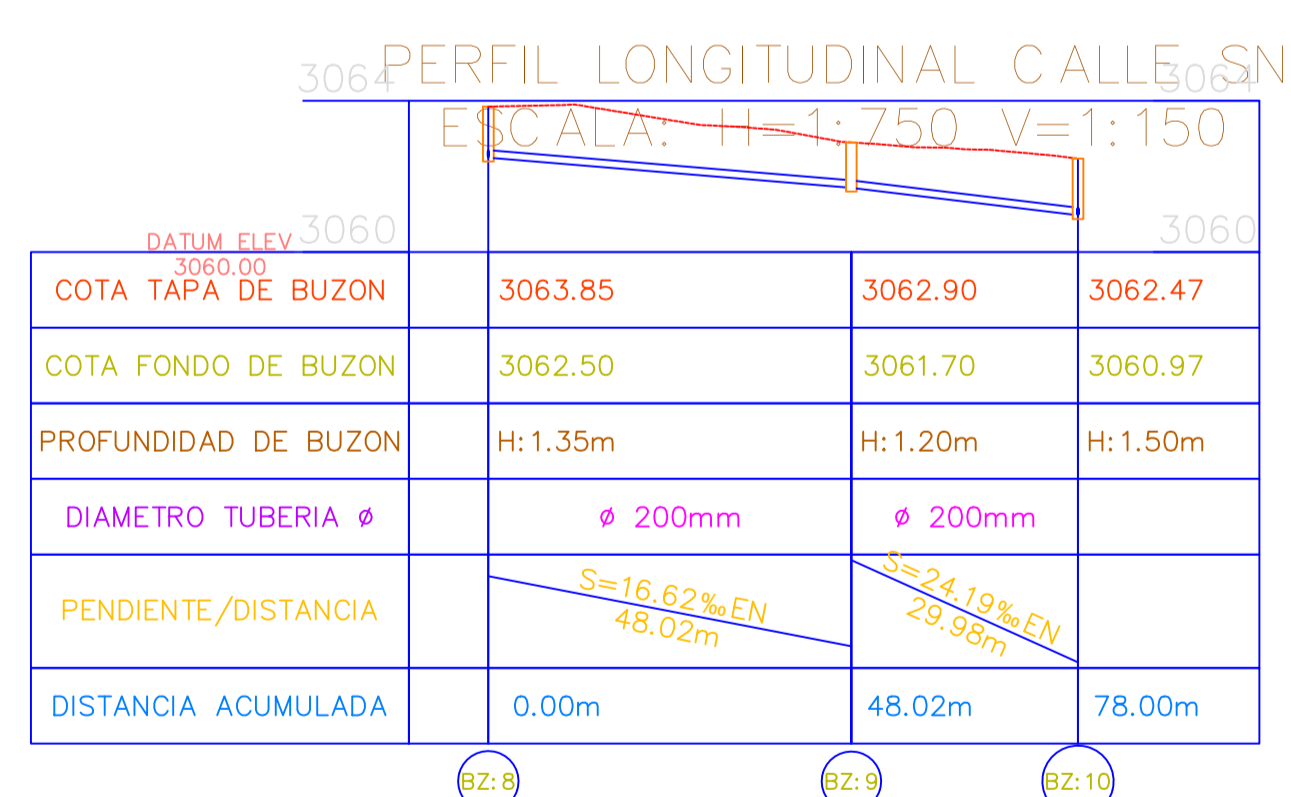 PERFIL LONGITUDINAL CALLE SN
3064 3064
ESCALA: H=1:750 V=1:150
3060 3060
DATUM ELEV
3060.00
COTA TAPA DE BUZON 3063.85 3062.90 3062.47
COTA FONDO DE BUZON 3062.50 3061.70 3060.97
PROFUNDIDAD DE BUZON H:1.35m H:1.20m H:1.50m
DIAMETRO TUBERIA ø ø 200mm ø 200mm
PENDIENTE/DISTANCIA
S=16.62‰EN
48.02m
S=24.19‰EN
29.98m
DISTANCIA ACUMULADA 0.00m 48.02m 78.00m
BZ:8 BZ:9 BZ:10